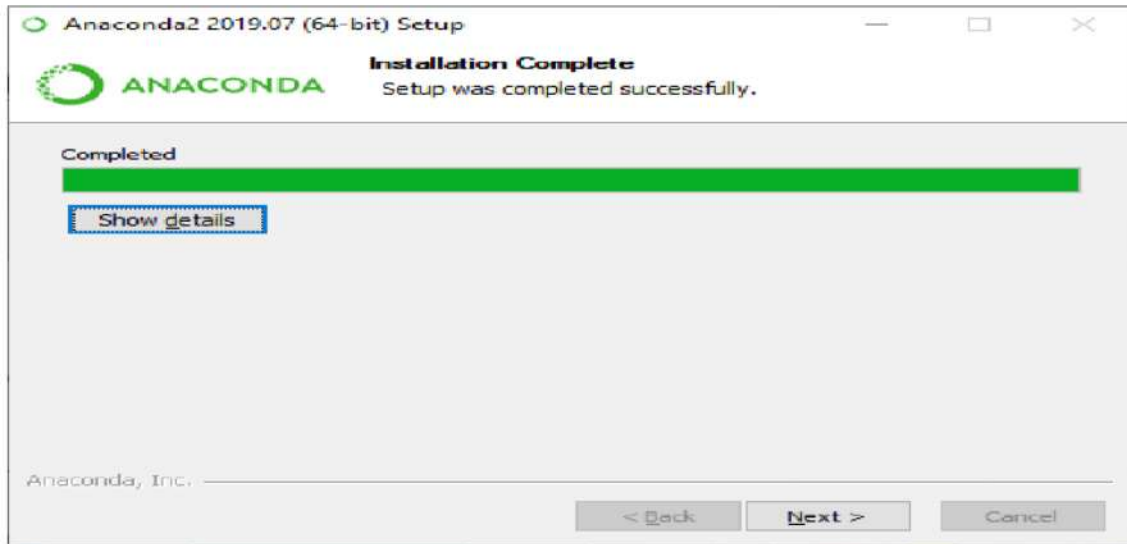 Anaconda2 2019.07 (64-bit) Setup
ANACONDA
Installation Complete
Setup was completed successfully.
Completed
Show details
Anaconda, Inc.
< Back
Next >
Cancel